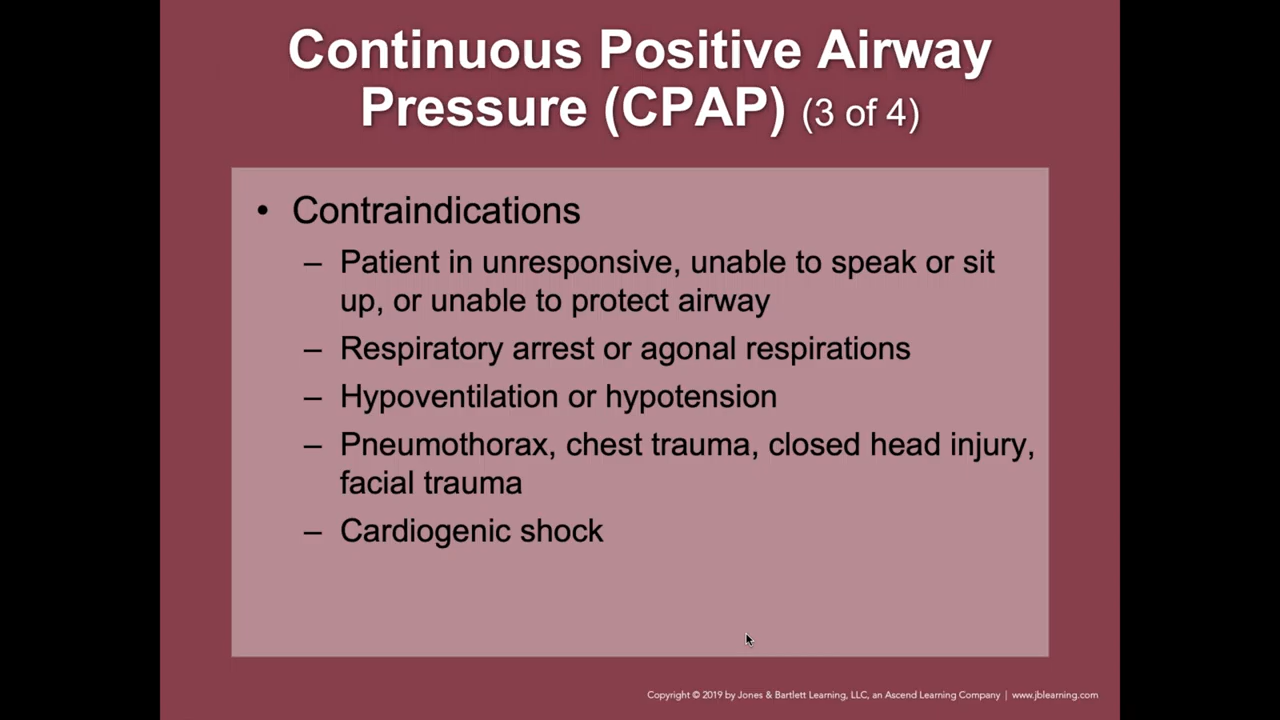 Continuous Positive Airway
Pressure (CPAP) (3 of 4)
• Contraindications
– Patient in unresponsive, unable to speak or sit
up, or unable to protect airway
– Respiratory arrest or agonal respirations
– Hypoventilation or hypotension
– Pneumothorax, chest trauma, closed head injury,
facial trauma
– Cardiogenic shock
Copyright © 2019 by Jones & Bartlett Learning, LLC, an Ascend Learning Company | www.jblearning.com